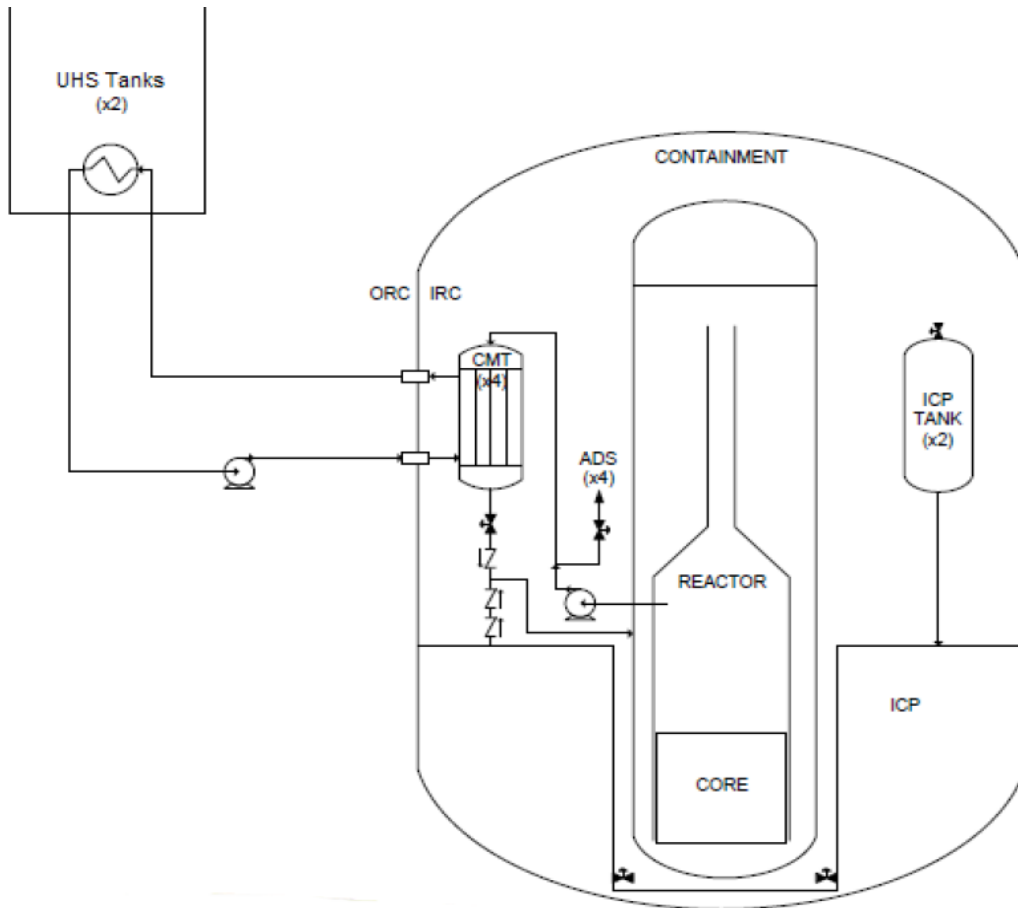 UHS Tanks
(x2)
CONTAINMENT
ORC
IRC
CMT
(x4)
ICP
TANK
(x2)
ADS
(x4)
REACTOR
ICP
CORE